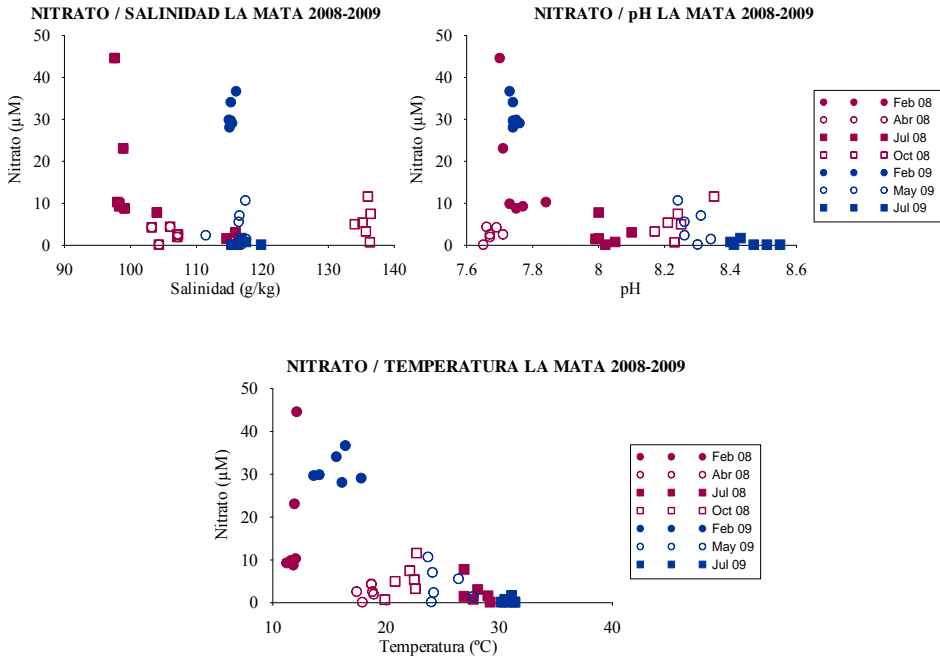 NITRATO / SALINIDAD LA MATA 2008-2009
50
40
30
20
10
0
Nitrato (µM)
90
100
110
120
130
140
Salinidad (g/kg)
NITRATO / pH LA MATA 2008-2009
50
40
30
20
10
0
Nitrato (µM)
7.6
7.8
8
8.2
8.4
8.6
pH
Feb 08
Abr 08
Jul 08
Oct 08
Feb 09
May 09
Jul 09
NITRATO / TEMPERATURA LA MATA 2008-2009
50
40
30
20
10
0
Nitrato (µM)
10
20
30
40
Temperatura (ºC)
Feb 08
Abr 08
Jul 08
Oct 08
Feb 09
May 09
Jul 09